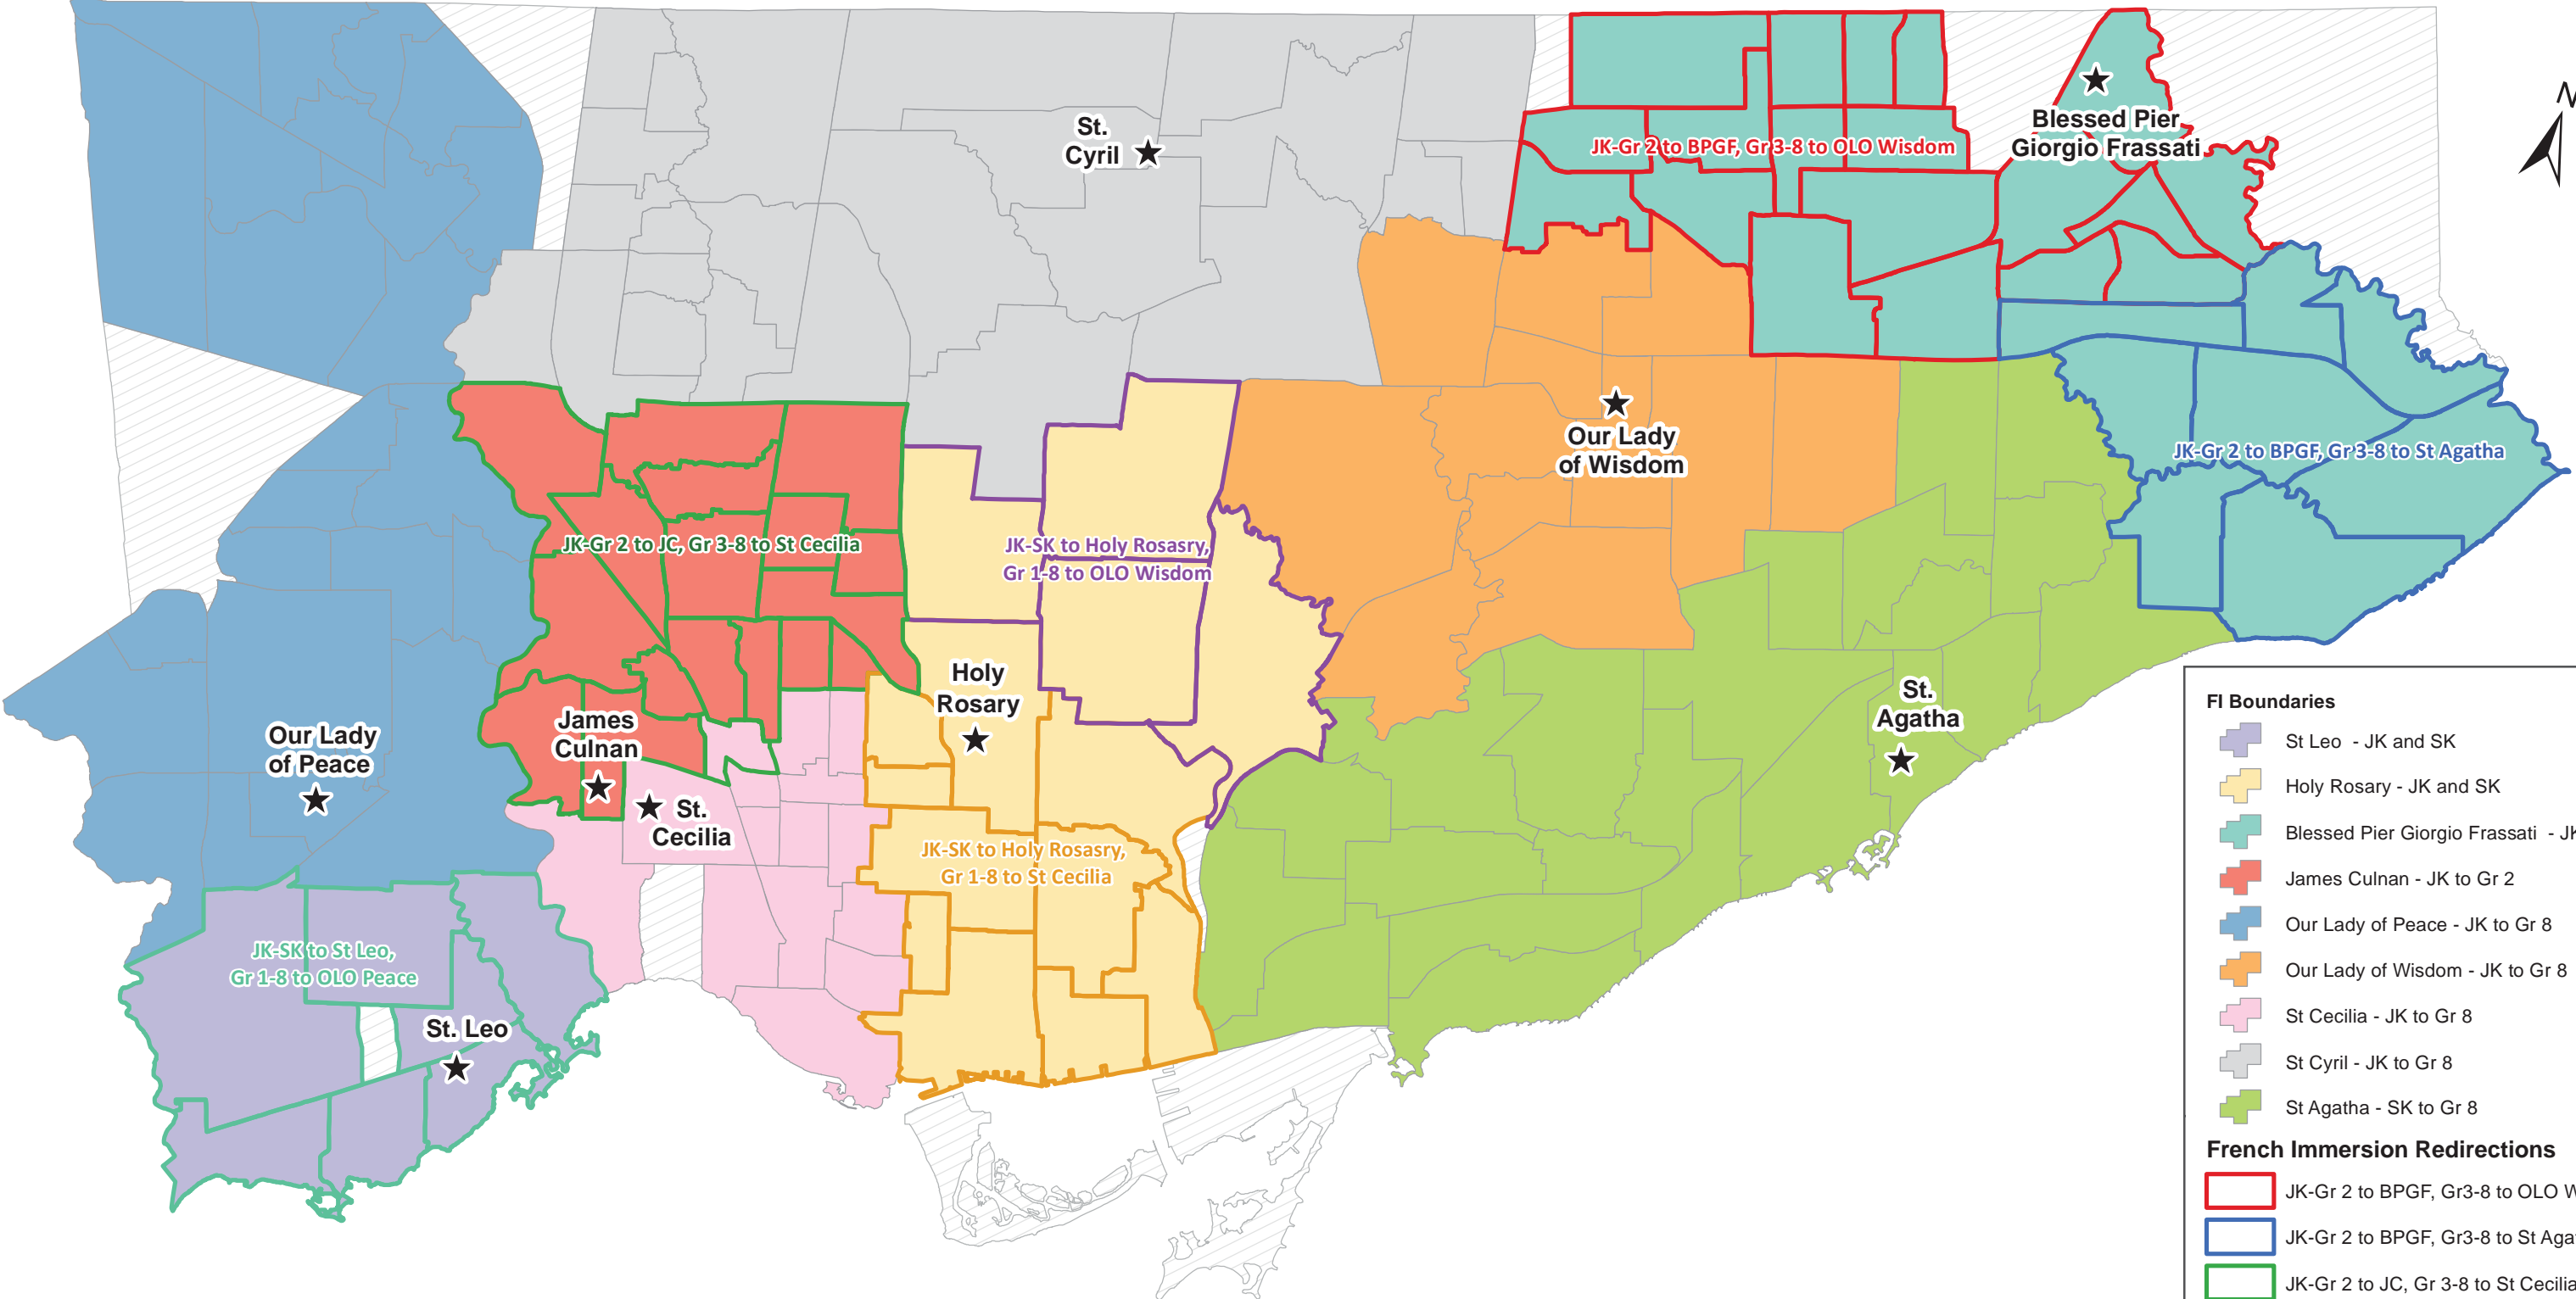 N
St.
Cyril
Blessed Pier
Giorgio Frassati
JK-Gr 2 to BPGF, Gr 3-8 to OLO Wisdom
Our Lady
of Wisdom
JK-Gr 2 to BPGF, Gr 3-8 to St Agatha
JK-Gr 2 to JC, Gr 3-8 to St Cecilia
JK-SK to Holy Rosasry,
Gr 1-8 to OLO Wisdom
Holy
Rosary
St.
Agatha
James
Culnan
Our Lady
of Peace
St.
Cecilia
JK-SK to Holy Rosasry,
Gr 1-8 to St Cecilia
JK-SK to St Leo,
Gr 1-8 to OLO Peace
St. Leo
FI Boundaries
St Leo - JK and SK
Holy Rosary - JK and SK
Blessed Pier Giorgio Frassati - JK
James Culnan - JK to Gr 2
Our Lady of Peace - JK to Gr 8
Our Lady of Wisdom - JK to Gr 8
St Cecilia - JK to Gr 8
St Cyril - JK to Gr 8
St Agatha - SK to Gr 8
French Immersion Redirections
JK-Gr 2 to BPGF, Gr3-8 to OLO W
JK-Gr 2 to BPGF, Gr3-8 to St Aga
JK-Gr 2 to JC, Gr 3-8 to St Cecilia